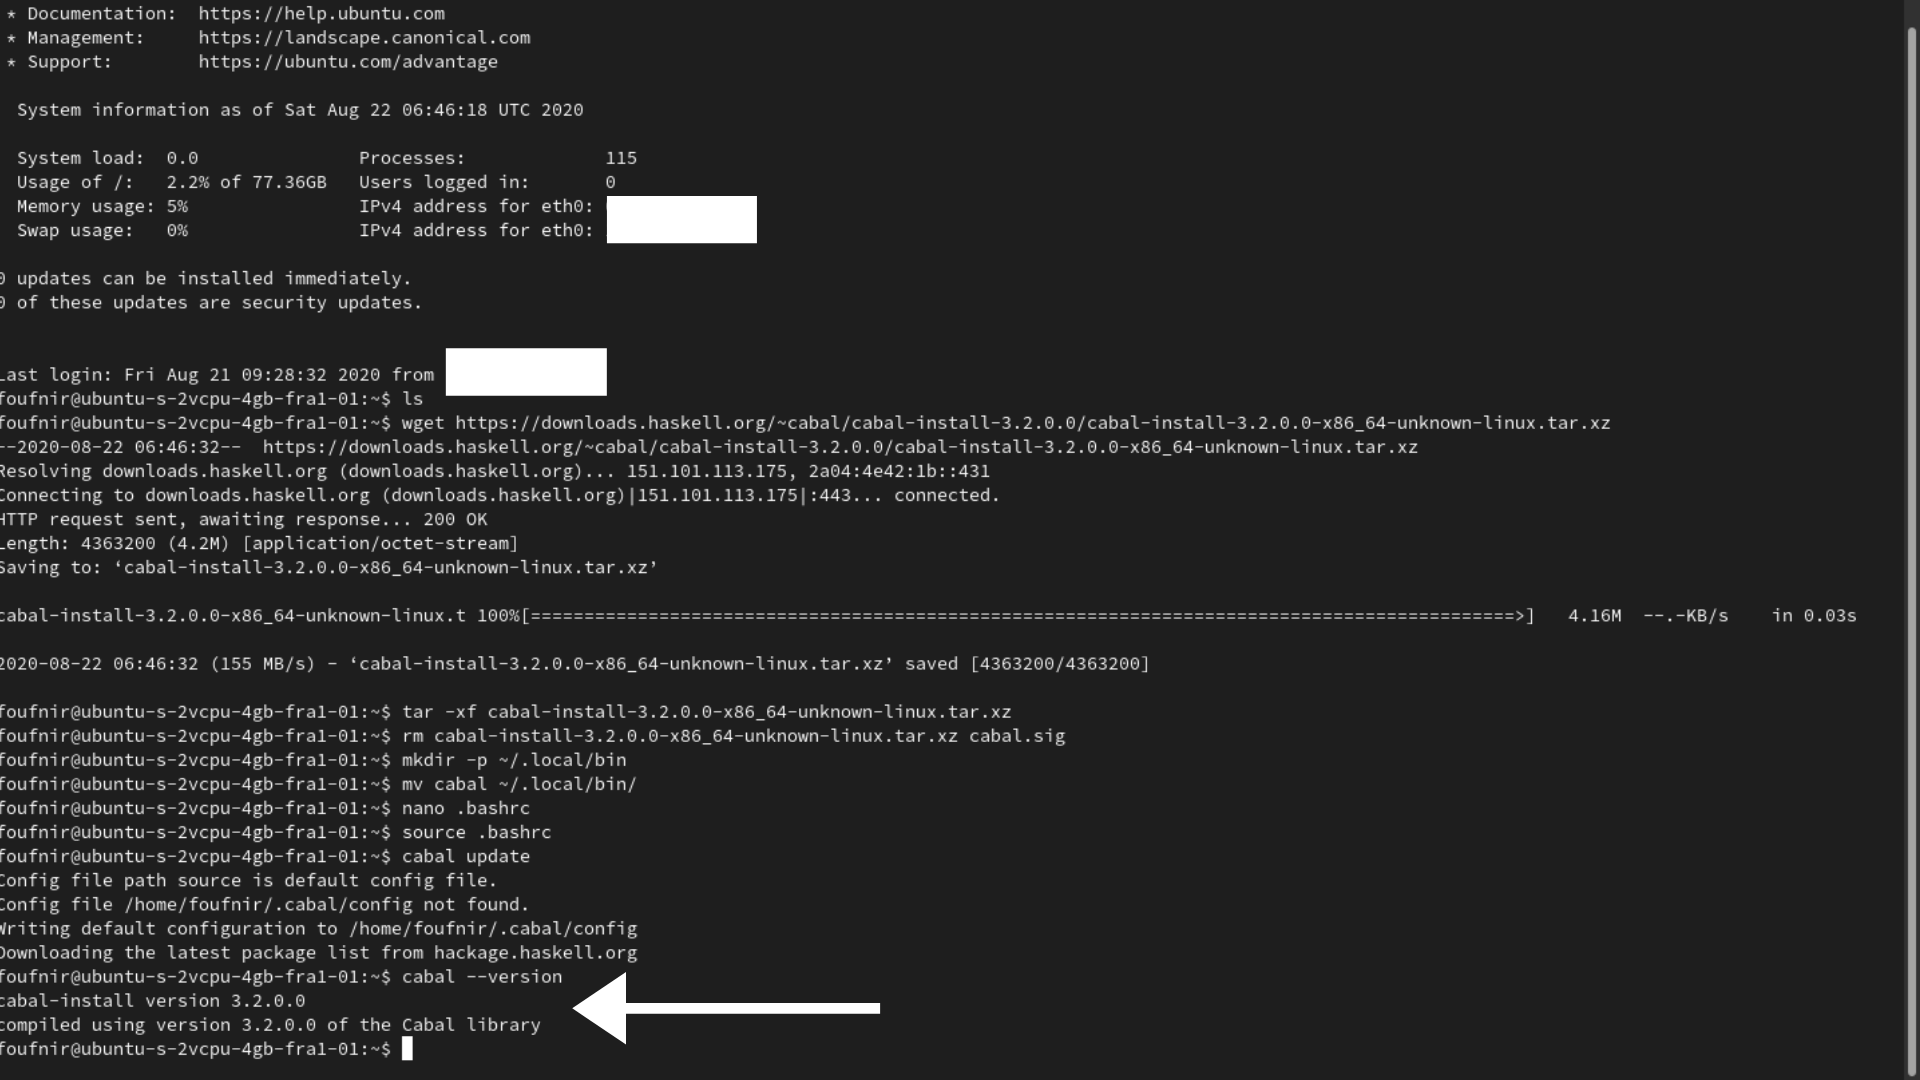 * Documentation:  https://help.ubuntu.com
* Management:     https://landscape.canonical.com
* Support:        https://ubuntu.com/advantage
System information as of Sat Aug 22 06:46:18 UTC 2020
System load:  0.0               Processes:             115
Usage of /:   2.2% of 77.36GB   Users logged in:       0
Memory usage: 5%                IPv4 address for eth0:
Swap usage:   0%                IPv4 address for eth0:
0 updates can be installed immediately.
0 of these updates are security updates.
Last login: Fri Aug 21 09:28:32 2020 from
foufnir@ubuntu-s-2vcpu-4gb-fra1-01:~$ ls
foufnir@ubuntu-s-2vcpu-4gb-fra1-01:~$ wget https://downloads.haskell.org/~cabal/cabal-install-3.2.0.0/cabal-install-3.2.0.0-x86_64-unknown-linux.tar.xz
--2020-08-22 06:46:32--  https://downloads.haskell.org/~cabal/cabal-install-3.2.0.0/cabal-install-3.2.0.0-x86_64-unknown-linux.tar.xz
Resolving downloads.haskell.org (downloads.haskell.org)... 151.101.113.175, 2a04:4e42:1b::431
Connecting to downloads.haskell.org (downloads.haskell.org)|151.101.113.175|:443... connected.
HTTP request sent, awaiting response... 200 OK
Length: 4363200 (4.2M) [application/octet-stream]
Saving to: ‘cabal-install-3.2.0.0-x86_64-unknown-linux.tar.xz’
cabal-install-3.2.0.0-x86_64-unknown-linux.t 100%[============================================================================================>]   4.16M  --.-KB/s    in 0.03s
2020-08-22 06:46:32 (155 MB/s) - ‘cabal-install-3.2.0.0-x86_64-unknown-linux.tar.xz’ saved [4363200/4363200]
foufnir@ubuntu-s-2vcpu-4gb-fra1-01:~$ tar -xf cabal-install-3.2.0.0-x86_64-unknown-linux.tar.xz
foufnir@ubuntu-s-2vcpu-4gb-fra1-01:~$ rm cabal-install-3.2.0.0-x86_64-unknown-linux.tar.xz cabal.sig
foufnir@ubuntu-s-2vcpu-4gb-fra1-01:~$ mkdir -p ~/.local/bin
foufnir@ubuntu-s-2vcpu-4gb-fra1-01:~$ mv cabal ~/.local/bin/
foufnir@ubuntu-s-2vcpu-4gb-fra1-01:~$ nano .bashrc
foufnir@ubuntu-s-2vcpu-4gb-fra1-01:~$ source .bashrc
foufnir@ubuntu-s-2vcpu-4gb-fra1-01:~$ cabal update
Config file path source is default config file.
Config file /home/foufnir/.cabal/config not found.
Writing default configuration to /home/foufnir/.cabal/config
Downloading the latest package list from hackage.haskell.org
foufnir@ubuntu-s-2vcpu-4gb-fra1-01:~$ cabal --version
cabal-install version 3.2.0.0
compiled using version 3.2.0.0 of the Cabal library
foufnir@ubuntu-s-2vcpu-4gb-fra1-01:~$